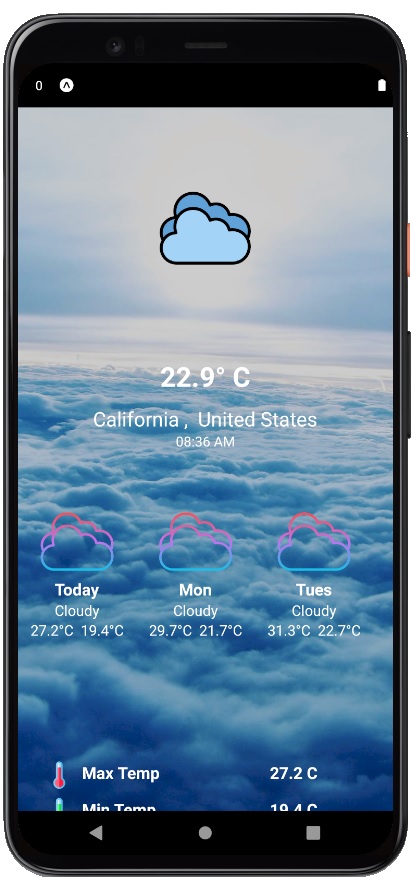 0
22.9° C
California , United States
08:36 AM
Today Mon Tues
Cloudy Cloudy Cloudy
27.2°C 19.4°C 29.7°C 21.7°C 31.3°C 22.7°C
Max Temp 27.2 C
Min Temp 19.4 C